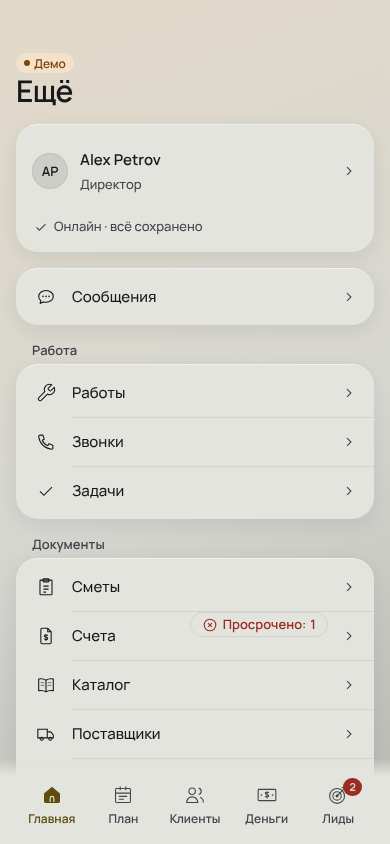 Демо
Ещё
AP
Alex Petrov
Директор
Онлайн · всё сохранено
Сообщения
Работа
Работы
Звонки
Задачи
Документы
Сметы
Счета
Просрочено: 1
Каталог
Поставщики
2
Главная
План
Клиенты
Деньги
Лиды